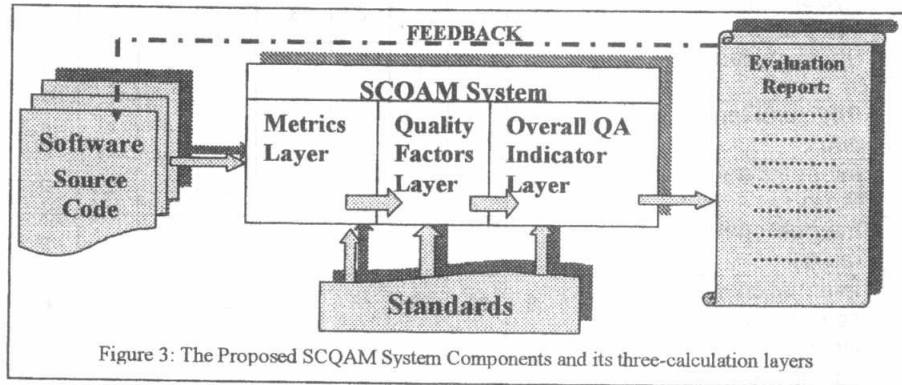 FEEDBACK
Evaluation
Report:
............
............
............
............
............
............
............
SCQAM System
Software
Source
Code
Metrics
Layer
Quality
Factors
Layer
Overall QA
Indicator
Layer
Standards
Figure 3: The Proposed SCQAM System Components and its three-calculation layers